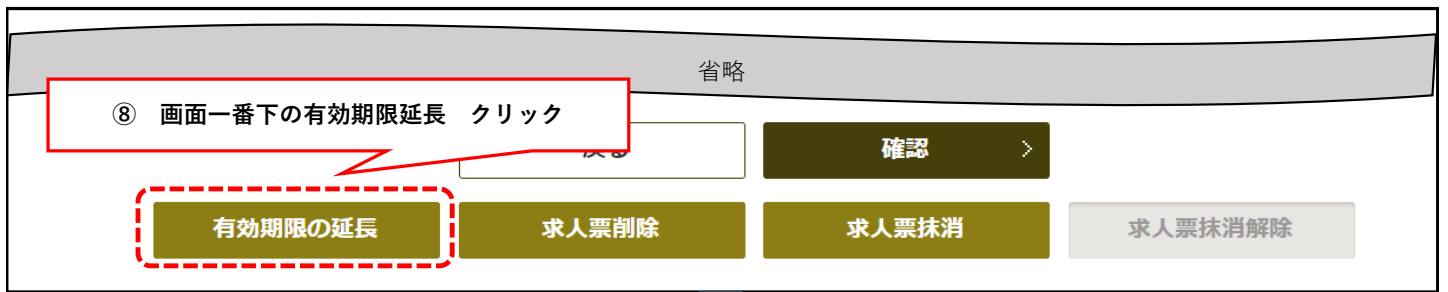 省略
⑧　画面一番下の有効期限延長　クリック
確認
有効期限の延長
求人票削除
求人票抹消
求人票抹消解除